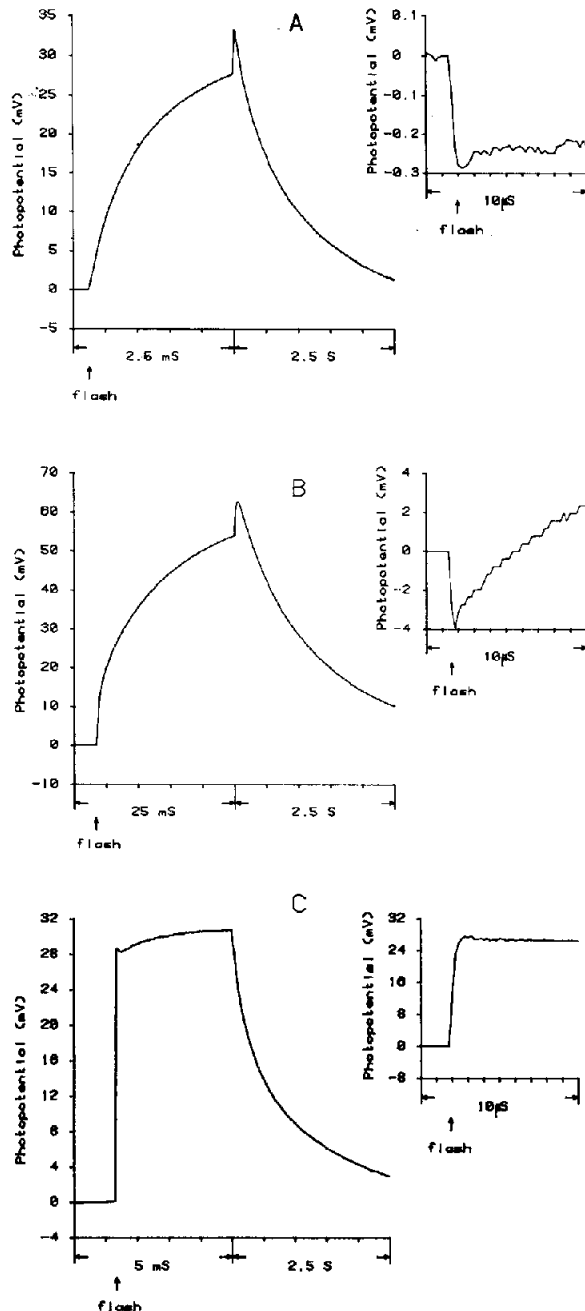 A
Photopotential (mV)
35
30
25
20
15
10
5
0
-5
2.6 mS
2.5 S
flash
Photopotential (mV)
0.1
0
-0.1
-0.2
-0.3
10µS
flash
B
Photopotential (mV)
70
60
50
40
30
20
10
0
-10
25 mS
2.5 S
flash
Photopotential (mV)
4
2
0
-2
-4
10µS
flash
C
Photopotential (mV)
32
28
24
20
16
12
8
4
0
-4
5 mS
2.5 S
flash
Photopotential (mV)
32
24
16
8
0
-8
10µS
flash